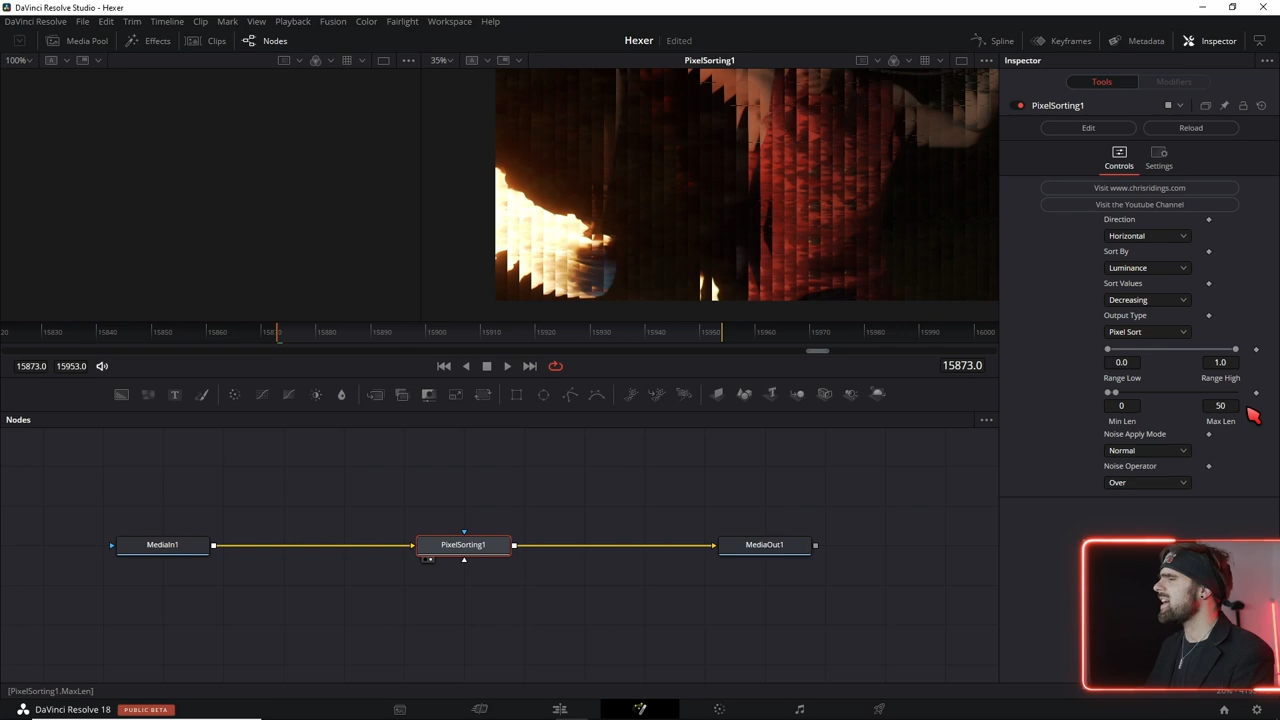 DaVinci Resolve Studio - Hexer
DaVinci Resolve File Edit Trim Timeline Clip Mark View Playback Fusion Color Fairlight Workspace Help
Media Pool Effects Clips Nodes Hexer Edited Spline Keyframes Metadata Inspector
100% 35% PixelSorting1 Inspector
Tools Modifiers
PixelSorting1
Edit Reload
Controls Settings
Visit www.chrisridings.com
Visit the Youtube Channel
Direction
Horizontal
Sort By
Luminance
Sort Values
Decreasing
Output Type
Pixel Sort
20 15830 15840 15850 15860 15870 15880 15890 15900 15910 15920 15930 15940 15950 15960 15970 15980 15990 16000
0.0 1.0
Range Low Range High
15873.0 15953.0 15873.0
0 50
Min Len Max Len
Noise Apply Mode
Normal
Noise Operator
Over
Nodes
MediaIn1 PixelSorting1 MediaOut1
[PixelSorting1.MaxLen]
DaVinci Resolve 18 PUBLIC BETA